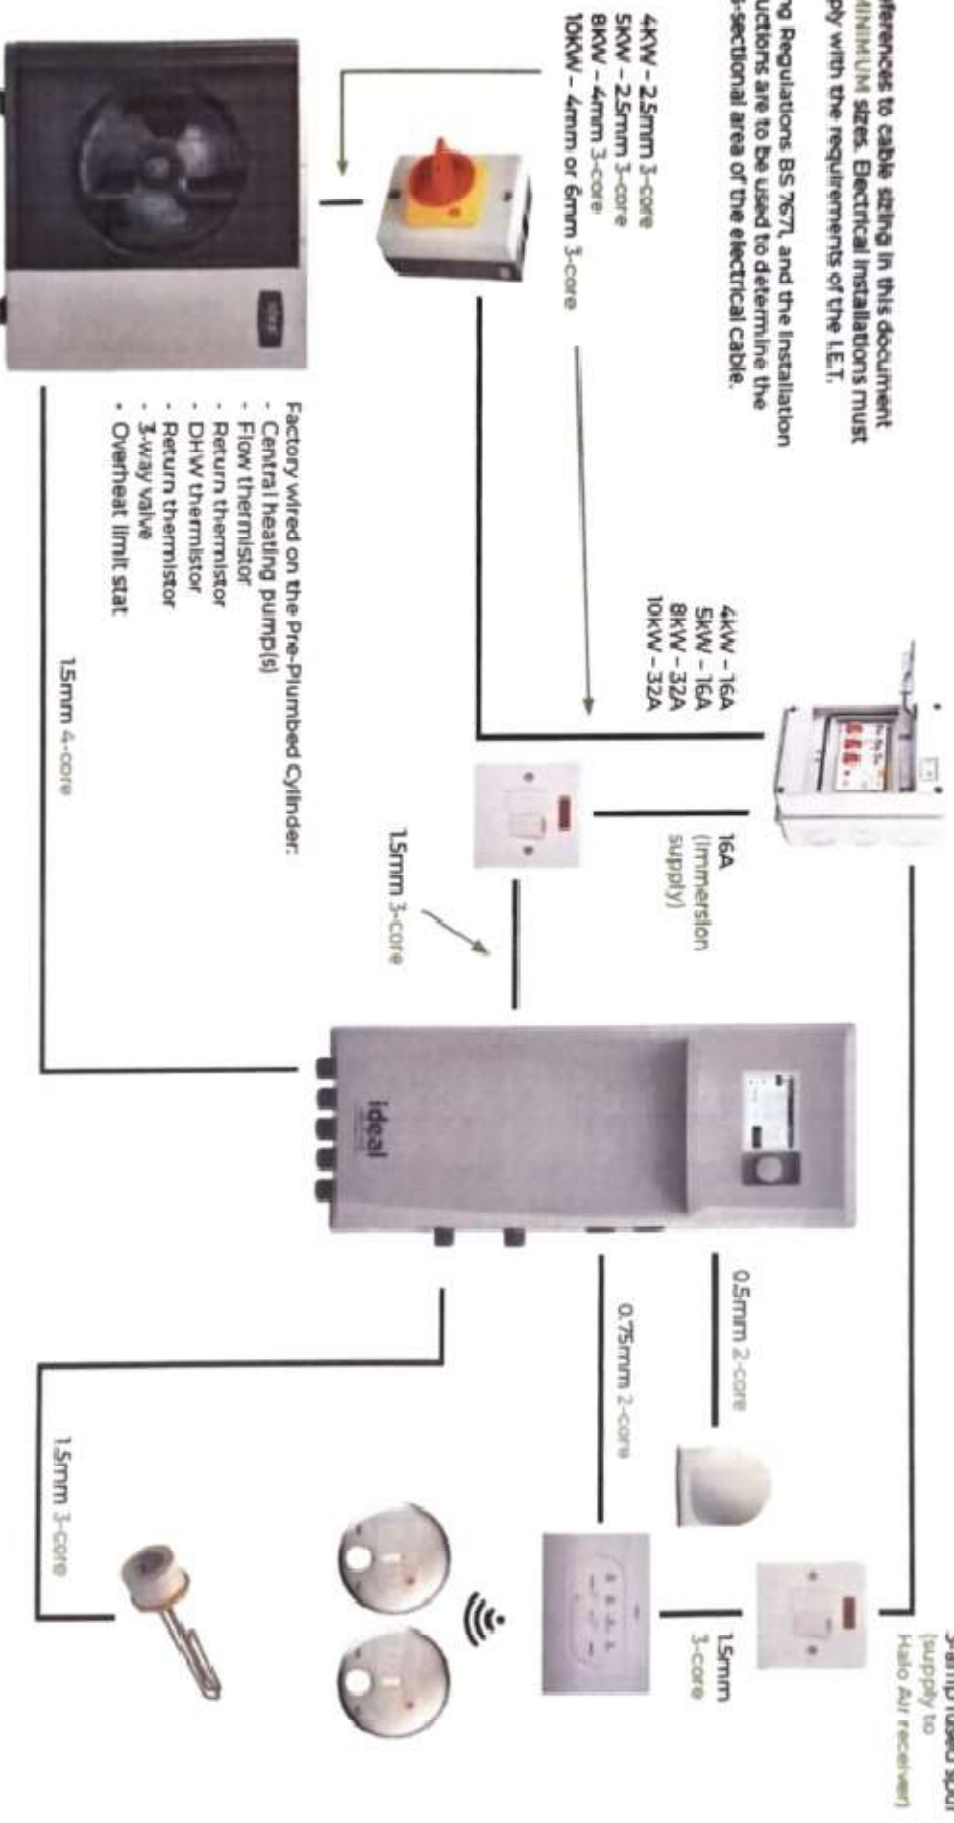 ferences to cable sizing in this document
MINIMUM sizes. Electrical installations must
ply with the requirements of the I.E.T.
ng Regulations BS 7671, and the installation
uctions are to be used to determine the
s-sectional area of the electrical cable.
4kW – 2.5mm 3-core
5kW – 2.5mm 3-core
8kW – 4mm 3-core
10kW – 4mm or 6mm 3-core
4kW – 16A
5kW – 16A
8kW – 32A
10kW – 32A
16A
(immersion
supply)
3-amp fused spur
(supply to
Halo Air receiver)
1.5mm 3-core
0.5mm 2-core
0.75mm 2-core
1.5mm
3-core
ideal
Factory wired on the Pre-Plumbed Cylinder:
- Central heating pump(s)
- Flow thermistor
- Return thermistor
- DHW thermistor
- Return thermistor
- 3-way valve
• Overheat limit stat
1.5mm 4-core
1.5mm 3-core